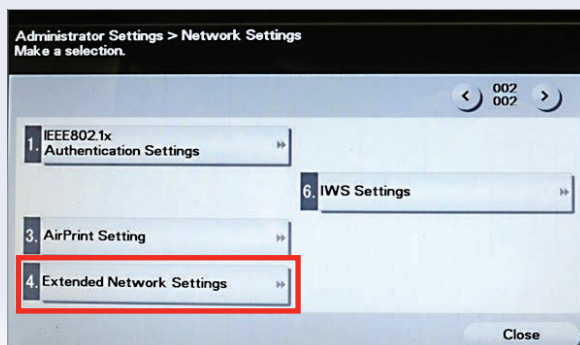 Administrator Settings > Network Settings
Make a selection.
002
002
1. IEEE802.1x
Authentication Settings
6. IWS Settings
3. AirPrint Setting
4. Extended Network Settings
Close